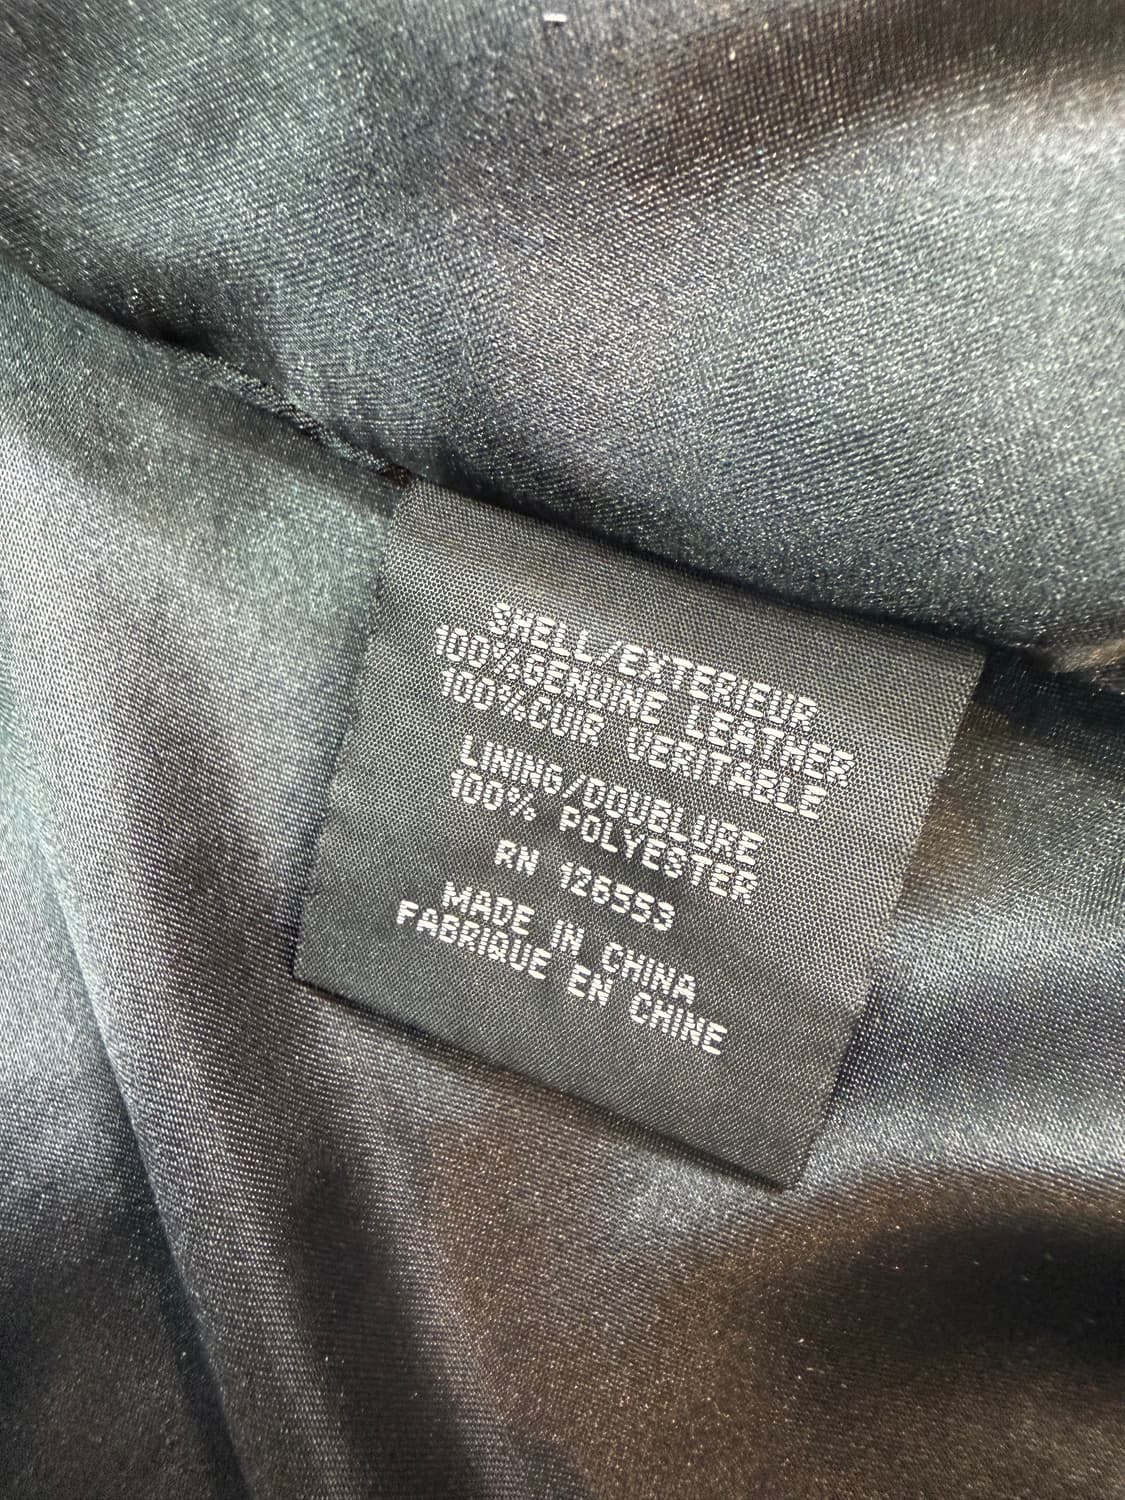 SHELL/EXTERIEUR
100%GENUINE LEATHER
100%CUIR VERITABLE
LINING/DOUBLURE
100% POLYESTER
RN 126553
MADE IN CHINA
FABRIQUE EN CHINE